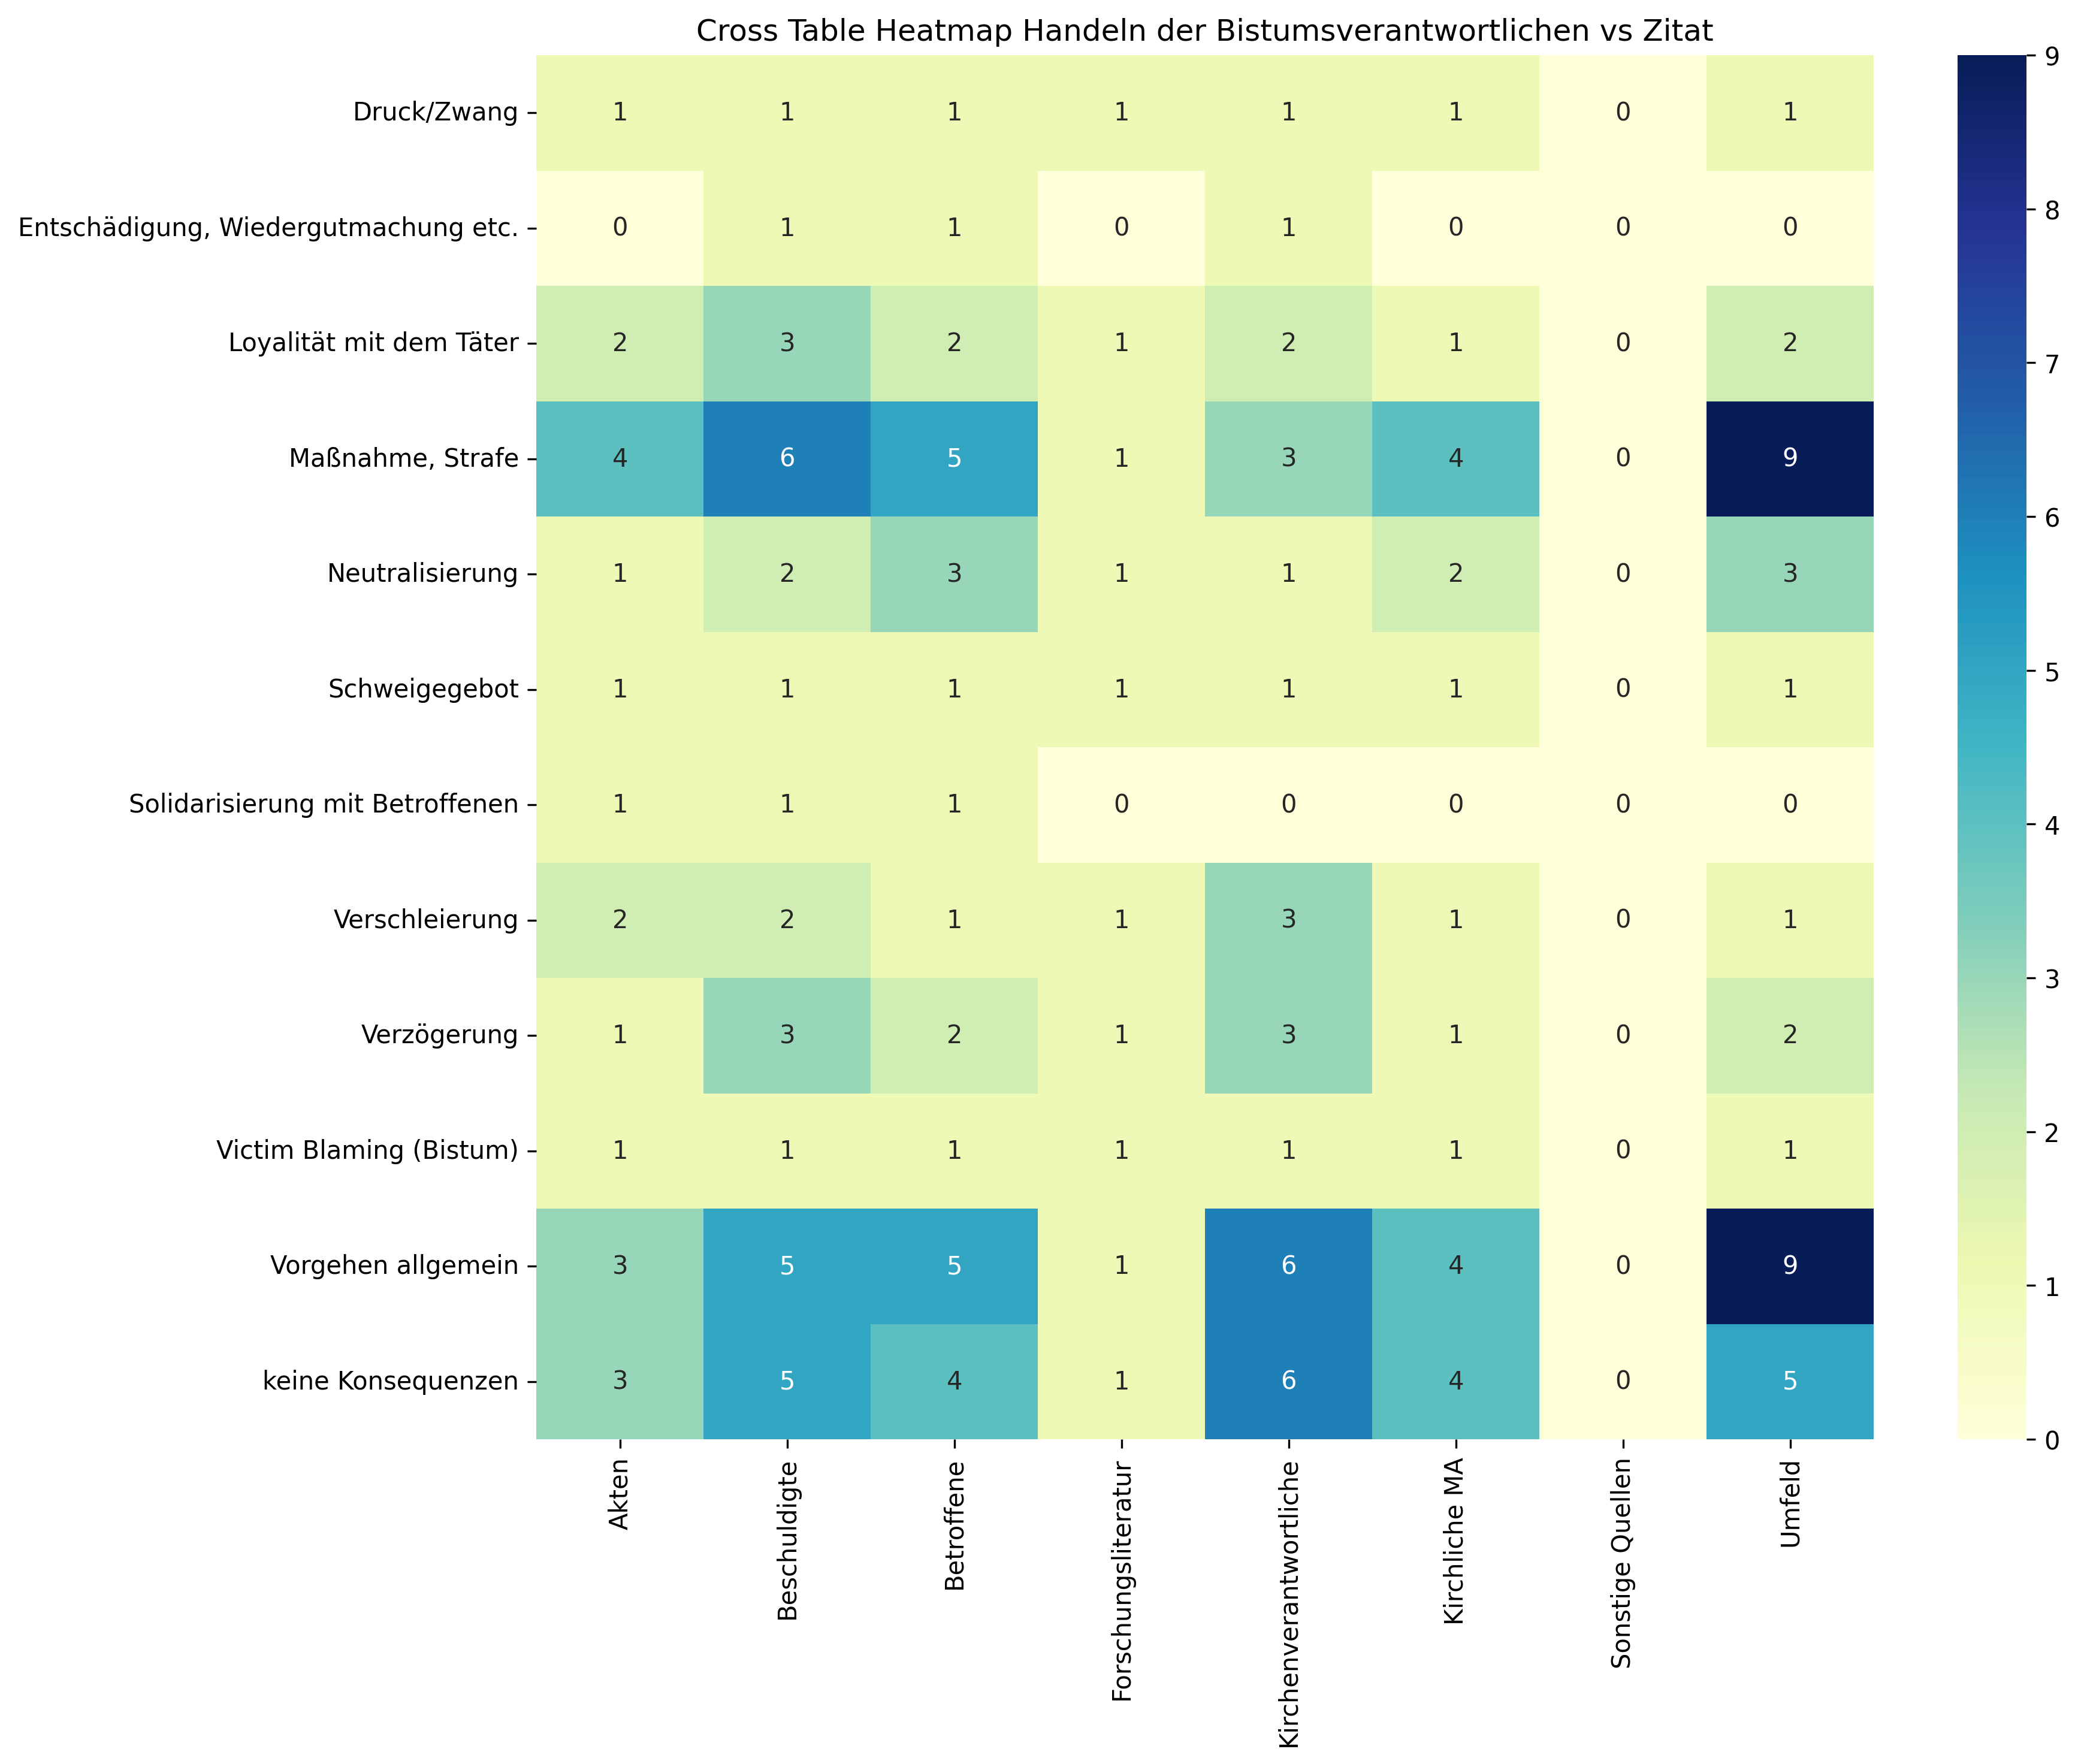 Cross Table Heatmap Handeln der Bistumsverantwortlichen vs Zitat
Druck/Zwang 1 1 1 1 1 1 0 1
Entschädigung, Wiedergutmachung etc. 0 1 1 0 1 0 0 0
Loyalität mit dem Täter 2 3 2 1 2 1 0 2
Maßnahme, Strafe 4 6 5 1 3 4 0 9
Neutralisierung 1 2 3 1 1 2 0 3
Schweigegebot 1 1 1 1 1 1 0 1
Solidarisierung mit Betroffenen 1 1 1 0 0 0 0 0
Verschleierung 2 2 1 1 3 1 0 1
Verzögerung 1 3 2 1 3 1 0 2
Victim Blaming (Bistum) 1 1 1 1 1 1 0 1
Vorgehen allgemein 3 5 5 1 6 4 0 9
keine Konsequenzen 3 5 4 1 6 4 0 5
Akten
Beschuldigte
Betroffene
Forschungsliteratur
Kirchenverantwortliche
Kirchliche MA
Sonstige Quellen
Umfeld
9
8
7
6
5
4
3
2
1
0